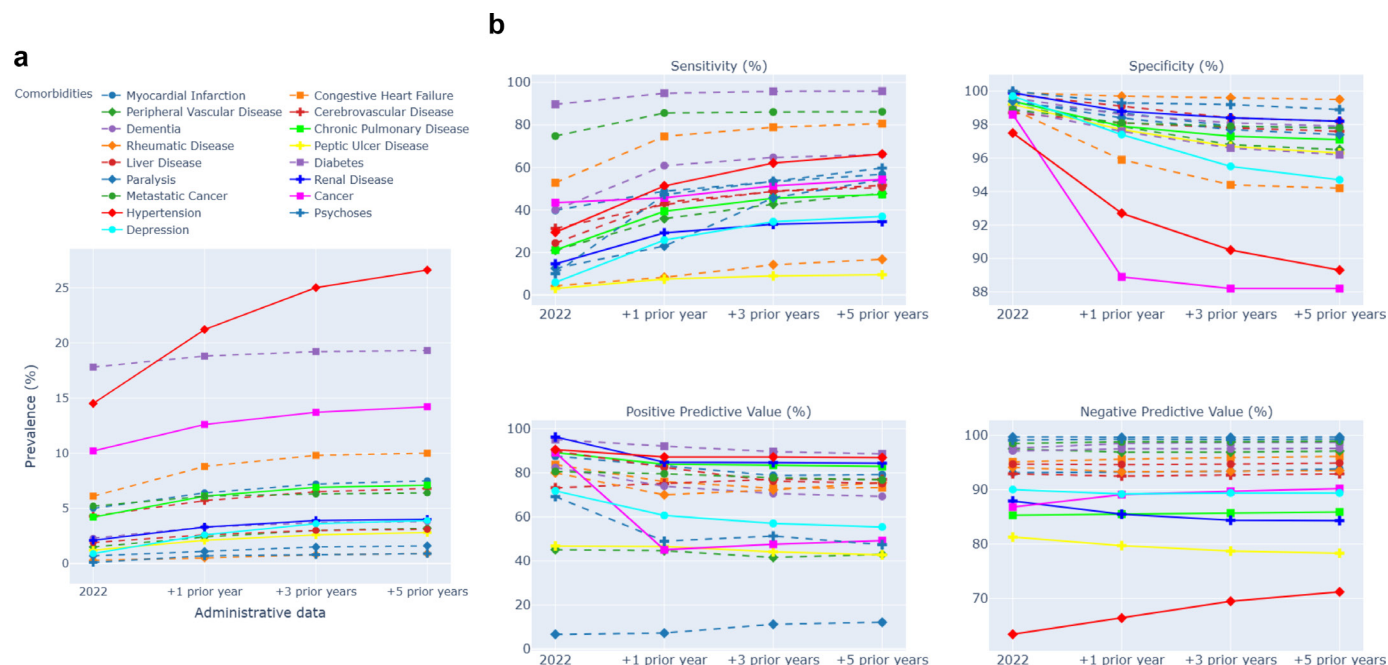 a
Comorbidities
Myocardial Infarction
Congestive Heart Failure
Peripheral Vascular Disease
Cerebrovascular Disease
Dementia
Chronic Pulmonary Disease
Rheumatic Disease
Peptic Ulcer Disease
Liver Disease
Diabetes
Paralysis
Renal Disease
Metastatic Cancer
Cancer
Hypertension
Psychoses
Depression
25
20
15
10
5
0
Prevalence (%)
2022 +1 prior year +3 prior years +5 prior years
Administrative data
b
Sensitivity (%)
100
80
60
40
20
0
2022 +1 prior year +3 prior years +5 prior years
Specificity (%)
100
98
96
94
92
90
88
2022 +1 prior year +3 prior years +5 prior years
Positive Predictive Value (%)
100
80
60
40
20
0
2022 +1 prior year +3 prior years +5 prior years
Negative Predictive Value (%)
100
90
80
70
2022 +1 prior year +3 prior years +5 prior years